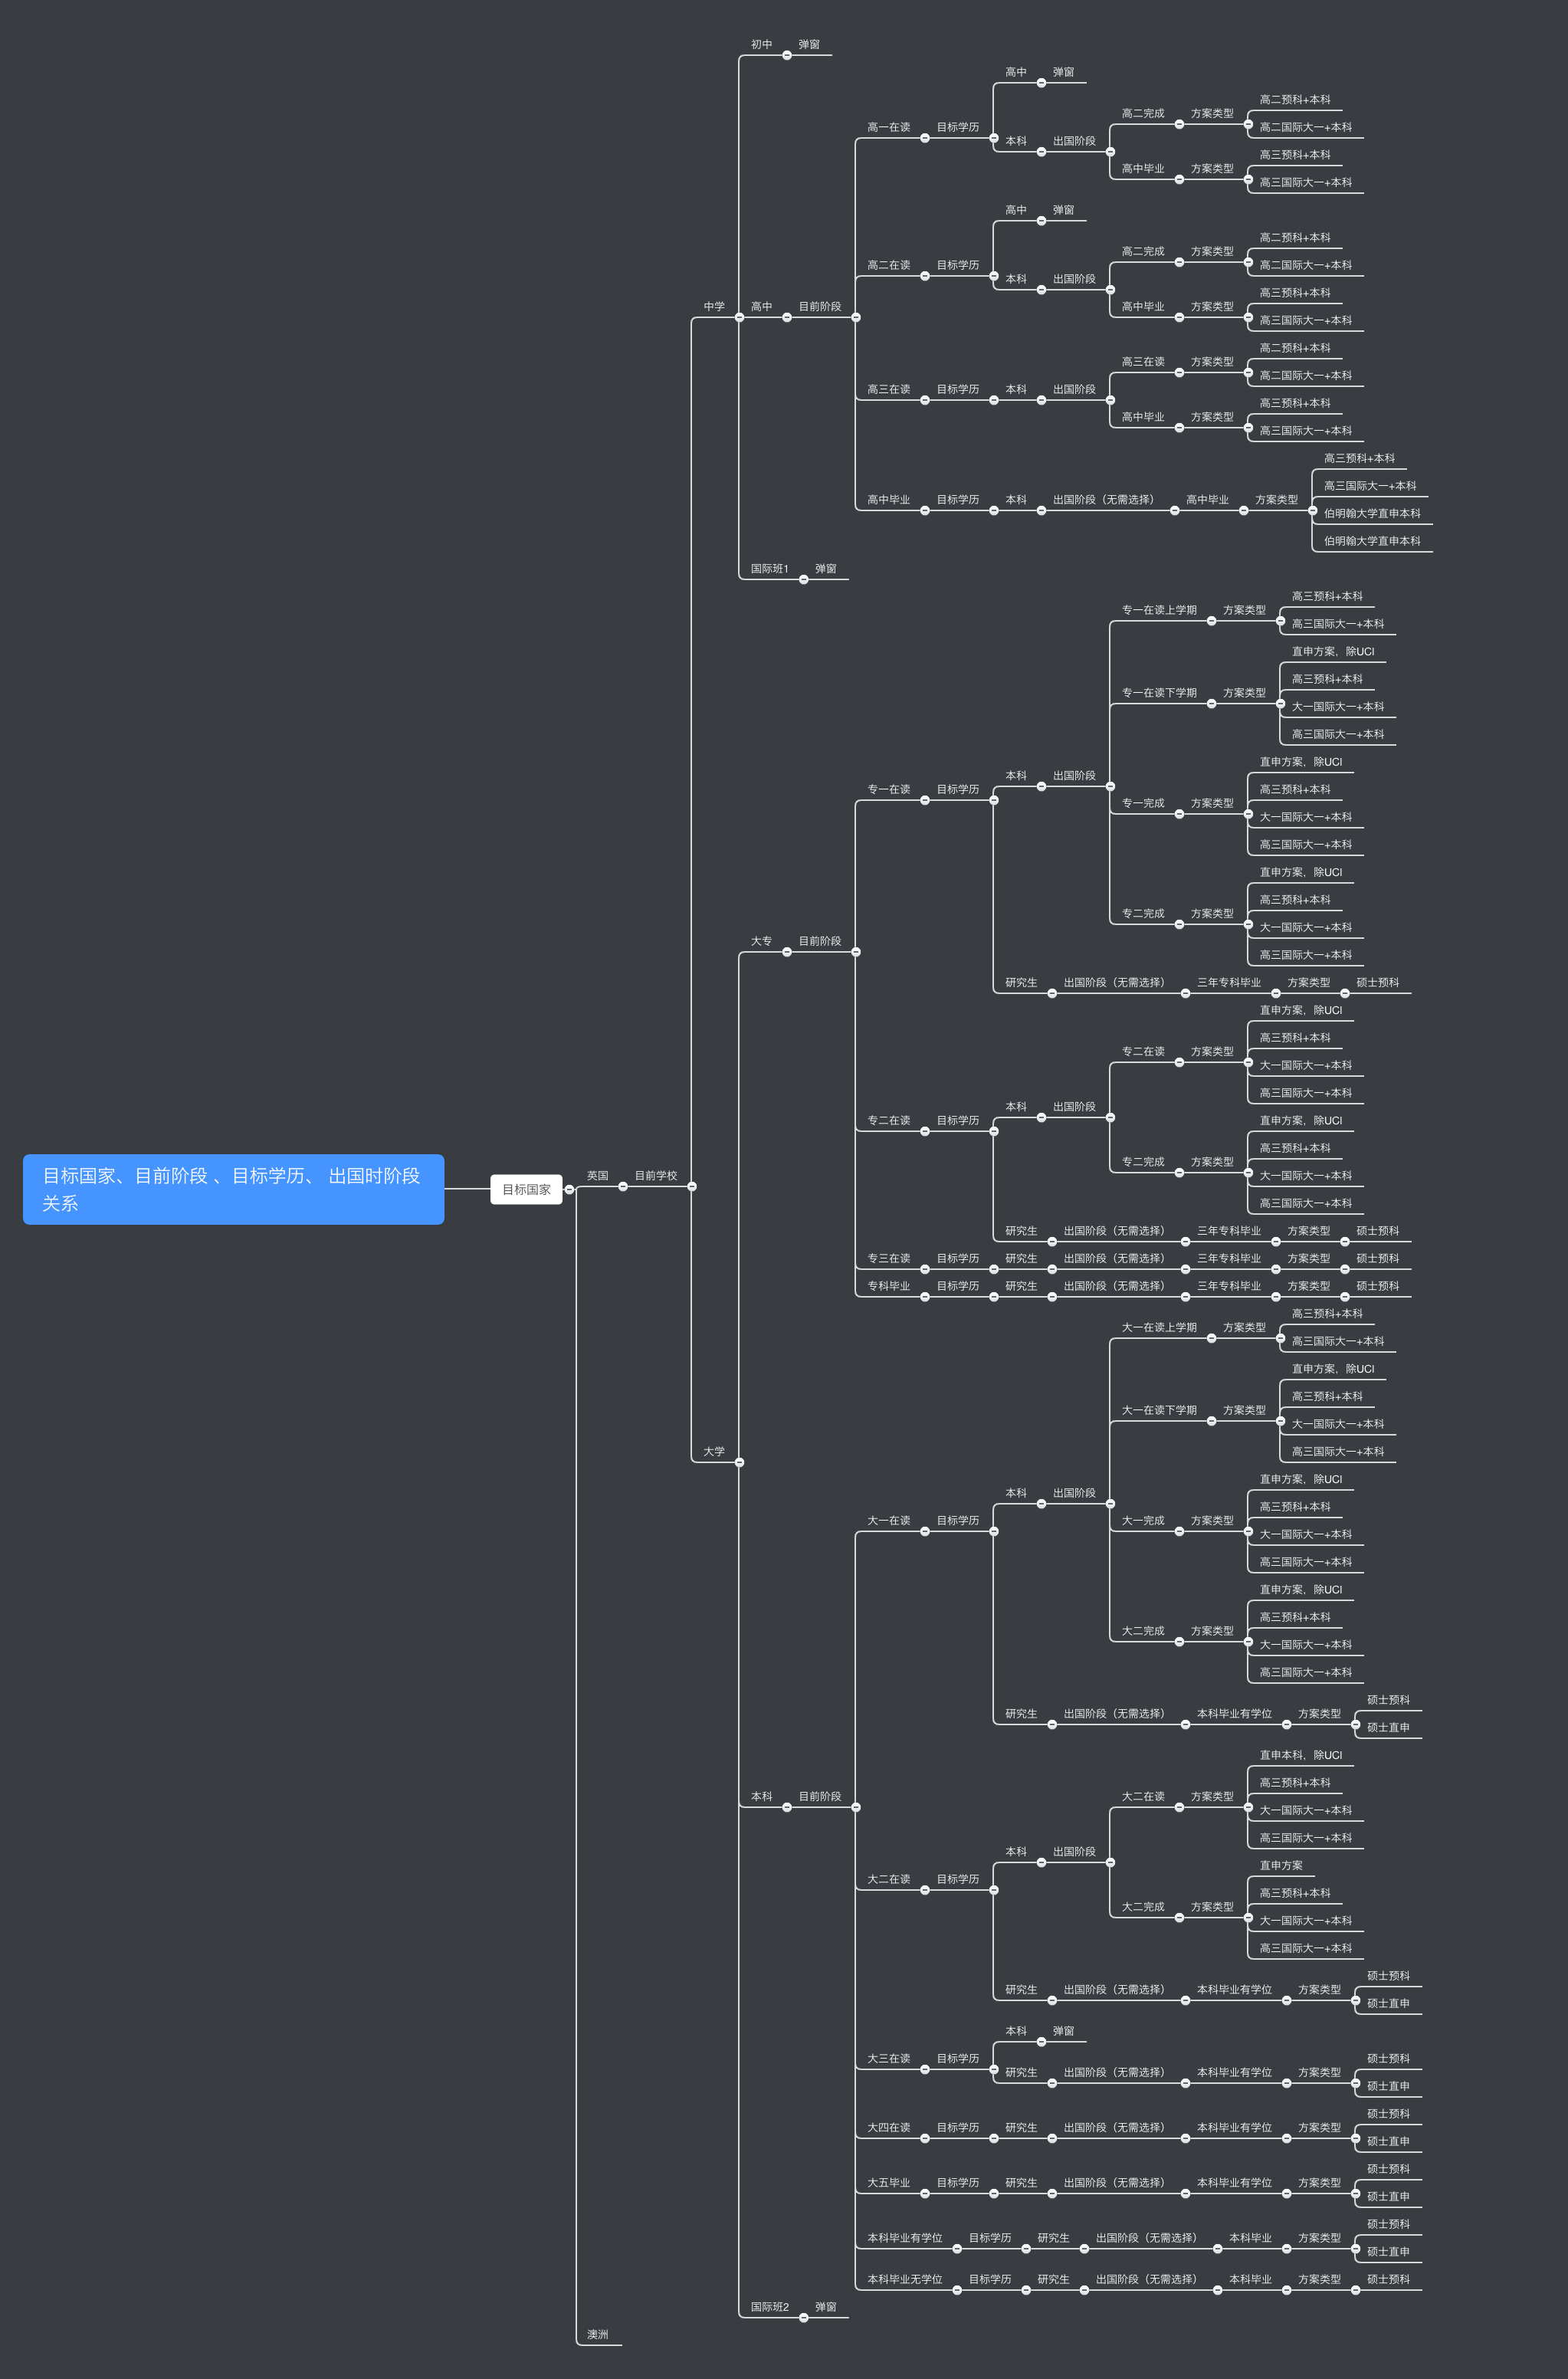 目标国家、目前阶段 、目标学历、 出国时阶段
关系
目标国家
英国
目前学校
中学
初中
弹窗
高中
目前阶段
高一在读
目标学历
高中
弹窗
本科
出国阶段
高二完成
方案类型
高二预科+本科
高二国际大一+本科
高中毕业
方案类型
高三预科+本科
高三国际大一+本科
高二在读
目标学历
高中
弹窗
本科
出国阶段
高二完成
方案类型
高二预科+本科
高二国际大一+本科
高中毕业
方案类型
高三预科+本科
高三国际大一+本科
高三在读
目标学历
本科
出国阶段
高三在读
方案类型
高二预科+本科
高二国际大一+本科
高中毕业
方案类型
高三预科+本科
高三国际大一+本科
高中毕业
目标学历
本科
出国阶段（无需选择）
高中毕业
方案类型
高三预科+本科
高三国际大一+本科
伯明翰大学直申本科
伯明翰大学直申本科
国际班1
弹窗
大学
大专
目前阶段
专一在读
目标学历
本科
出国阶段
专一在读上学期
方案类型
高三预科+本科
高三国际大一+本科
专一在读下学期
方案类型
直申方案，除UCl
高三预科+本科
大一国际大一+本科
高三国际大一+本科
专一完成
方案类型
直申方案，除UCl
高三预科+本科
大一国际大一+本科
高三国际大一+本科
专二完成
方案类型
直申方案，除UCl
高三预科+本科
大一国际大一+本科
高三国际大一+本科
研究生
出国阶段（无需选择）
三年专科毕业
方案类型
硕士预科
专二在读
目标学历
本科
出国阶段
专二在读
方案类型
直申方案，除UCl
高三预科+本科
大一国际大一+本科
高三国际大一+本科
专二完成
方案类型
直申方案，除UCl
高三预科+本科
大一国际大一+本科
高三国际大一+本科
研究生
出国阶段（无需选择）
三年专科毕业
方案类型
硕士预科
专三在读
目标学历
研究生
出国阶段（无需选择）
三年专科毕业
方案类型
硕士预科
专科毕业
目标学历
研究生
出国阶段（无需选择）
三年专科毕业
方案类型
硕士预科
本科
目前阶段
大一在读
目标学历
本科
出国阶段
大一在读上学期
方案类型
高三预科+本科
高三国际大一+本科
大一在读下学期
方案类型
直申方案，除UCl
高三预科+本科
大一国际大一+本科
高三国际大一+本科
大一完成
方案类型
直申方案，除UCl
高三预科+本科
大一国际大一+本科
高三国际大一+本科
大二完成
方案类型
直申方案，除UCl
高三预科+本科
大一国际大一+本科
高三国际大一+本科
研究生
出国阶段（无需选择）
本科毕业有学位
方案类型
硕士预科
硕士直申
大二在读
目标学历
本科
出国阶段
大二在读
方案类型
直申本科，除UCl
高三预科+本科
大一国际大一+本科
高三国际大一+本科
大二完成
方案类型
直申方案
高三预科+本科
大一国际大一+本科
高三国际大一+本科
研究生
出国阶段（无需选择）
本科毕业有学位
方案类型
硕士预科
硕士直申
大三在读
目标学历
本科
弹窗
研究生
出国阶段（无需选择）
本科毕业有学位
方案类型
硕士预科
硕士直申
大四在读
目标学历
研究生
出国阶段（无需选择）
本科毕业有学位
方案类型
硕士预科
硕士直申
大五毕业
目标学历
研究生
出国阶段（无需选择）
本科毕业有学位
方案类型
硕士预科
硕士直申
本科毕业有学位
目标学历
研究生
出国阶段（无需选择）
本科毕业
方案类型
硕士预科
硕士直申
本科毕业无学位
目标学历
研究生
出国阶段（无需选择）
本科毕业
方案类型
硕士预科
国际班2
弹窗
澳洲